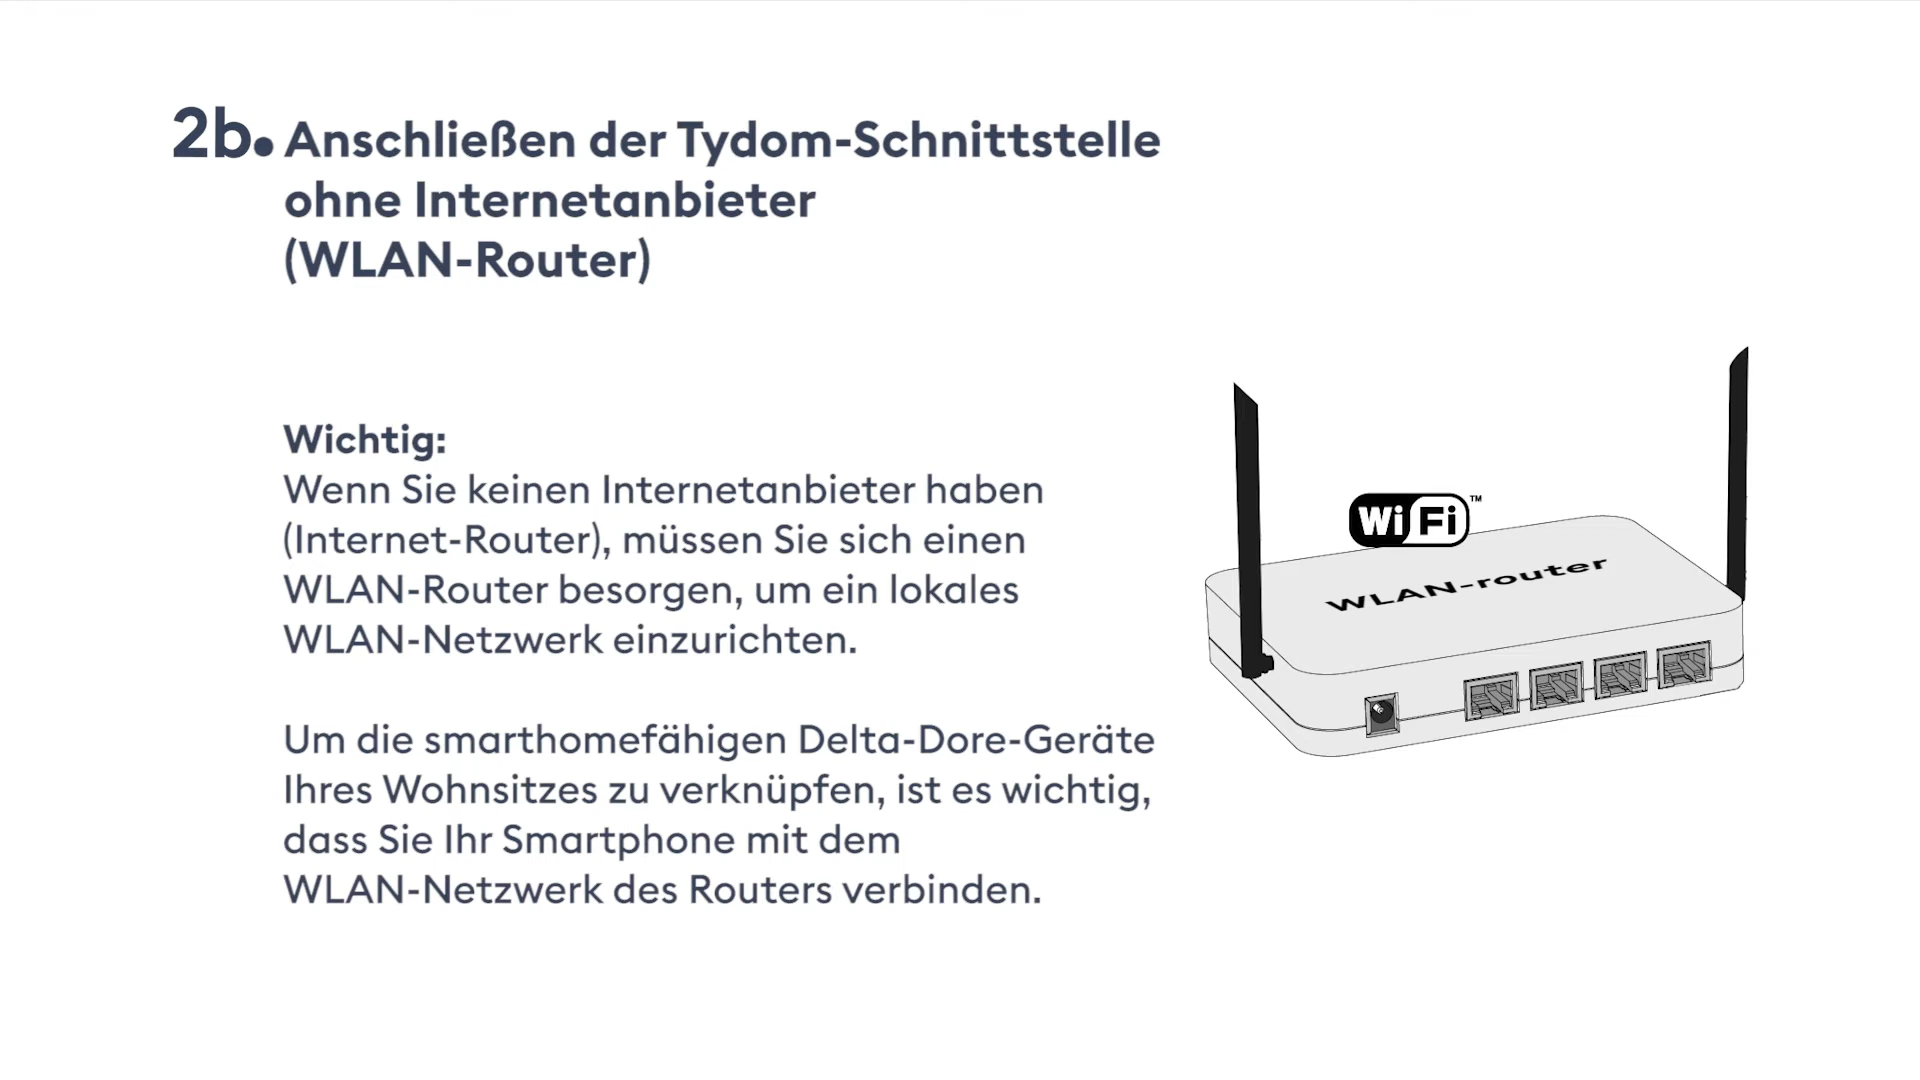 2b. Anschließen der Tydom-Schnittstelle
ohne Internetanbieter
(WLAN-Router)
Wichtig:
Wenn Sie keinen Internetanbieter haben
(Internet-Router), müssen Sie sich einen
WLAN-Router besorgen, um ein lokales
WLAN-Netzwerk einzurichten.
Um die smarthomefähigen Delta-Dore-Geräte
Ihres Wohnsitzes zu verknüpfen, ist es wichtig,
dass Sie Ihr Smartphone mit dem
WLAN-Netzwerk des Routers verbinden.
WiFi™
WLAN-router